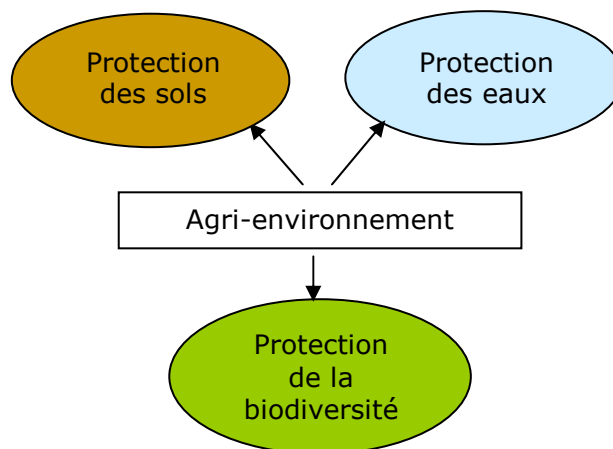 Protection
des sols
Protection
des eaux
Agri-environnement
Protection
de la
biodiversité